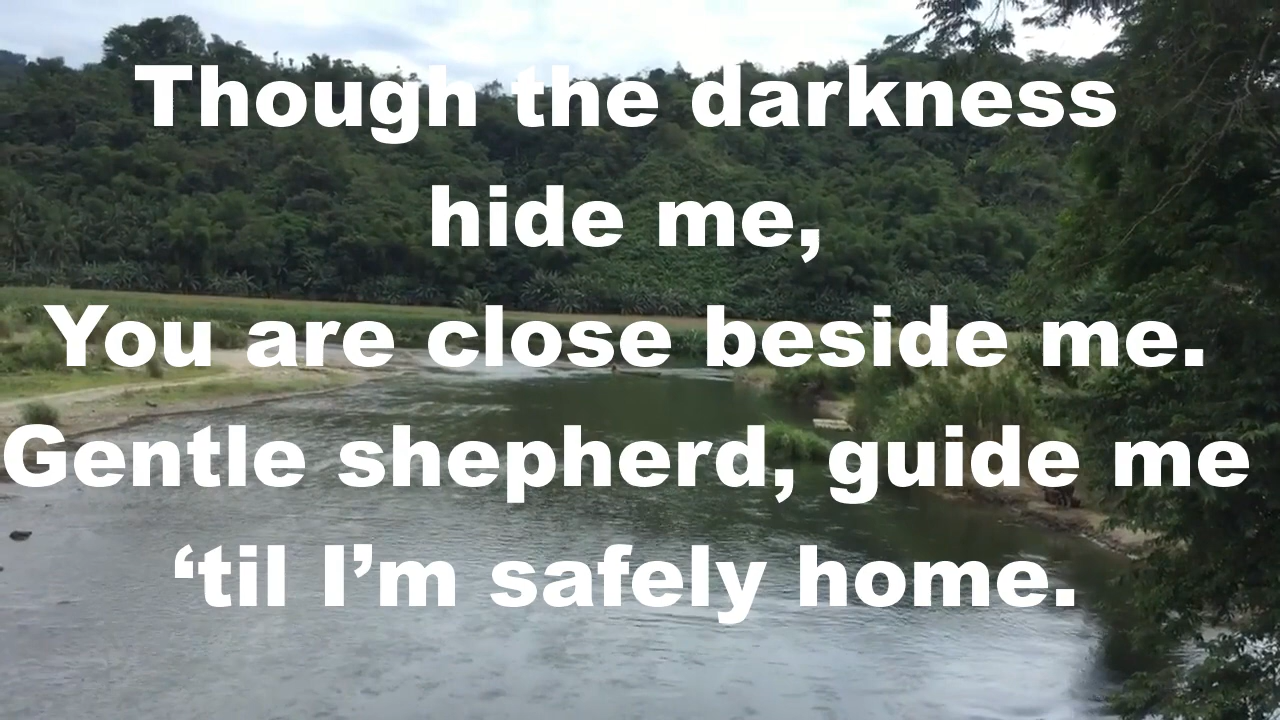 Though the darkness
hide me,
You are close beside me.
Gentle shepherd, guide me
‘til I’m safely home.